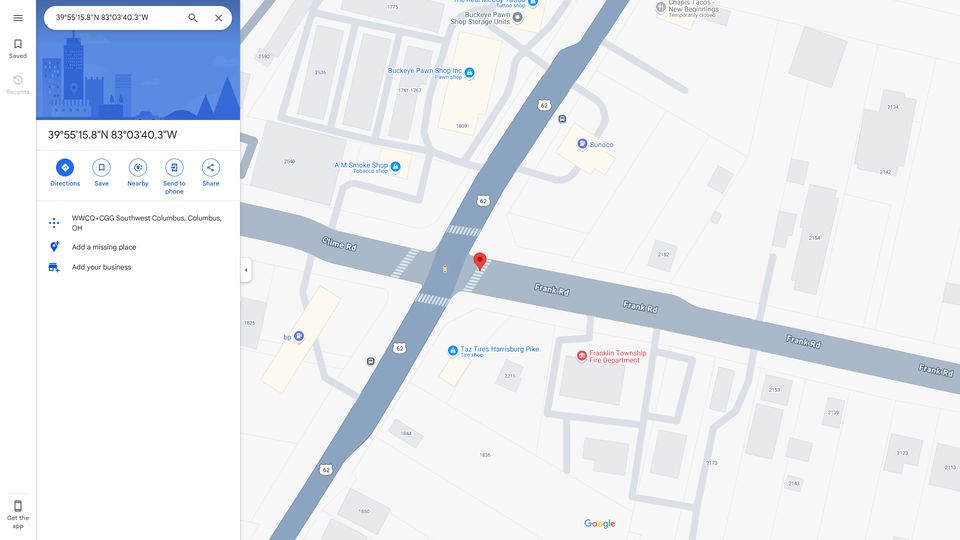 39°55'15.8"N 83°03'40.3"W
Saved
Recents
39°55'15.8"N 83°03'40.3"W
Directions
Save
Nearby
Send to
phone
Share
WWCQ+CGG Southwest Columbus, Columbus,
OH
Add a missing place
Add your business
Get the
app
The Real McCoy Tattoo
Tattoo shop
Chapis Tacos -
New Beginnings
Temporarily closed
1775
Buckeye Pawn
Shop Storage Units
2590
2536
Buckeye Pawn Shop Inc
Pawn shop
1761-1767
62
2134
1809
Sunoco
2142
2540
A M Smoke Shop
Tobacco shop
62
Clime Rd
2154
2182
Frank Rd
Frank Rd
1825
bp
Frank Rd
62
Taz Tires Harrisburg Pike
Tire shop
Franklin Township
Fire Department
Frank Rd
2215
2153
2139
1844
1836
2173
2123
2103
62
2143
1850
Google